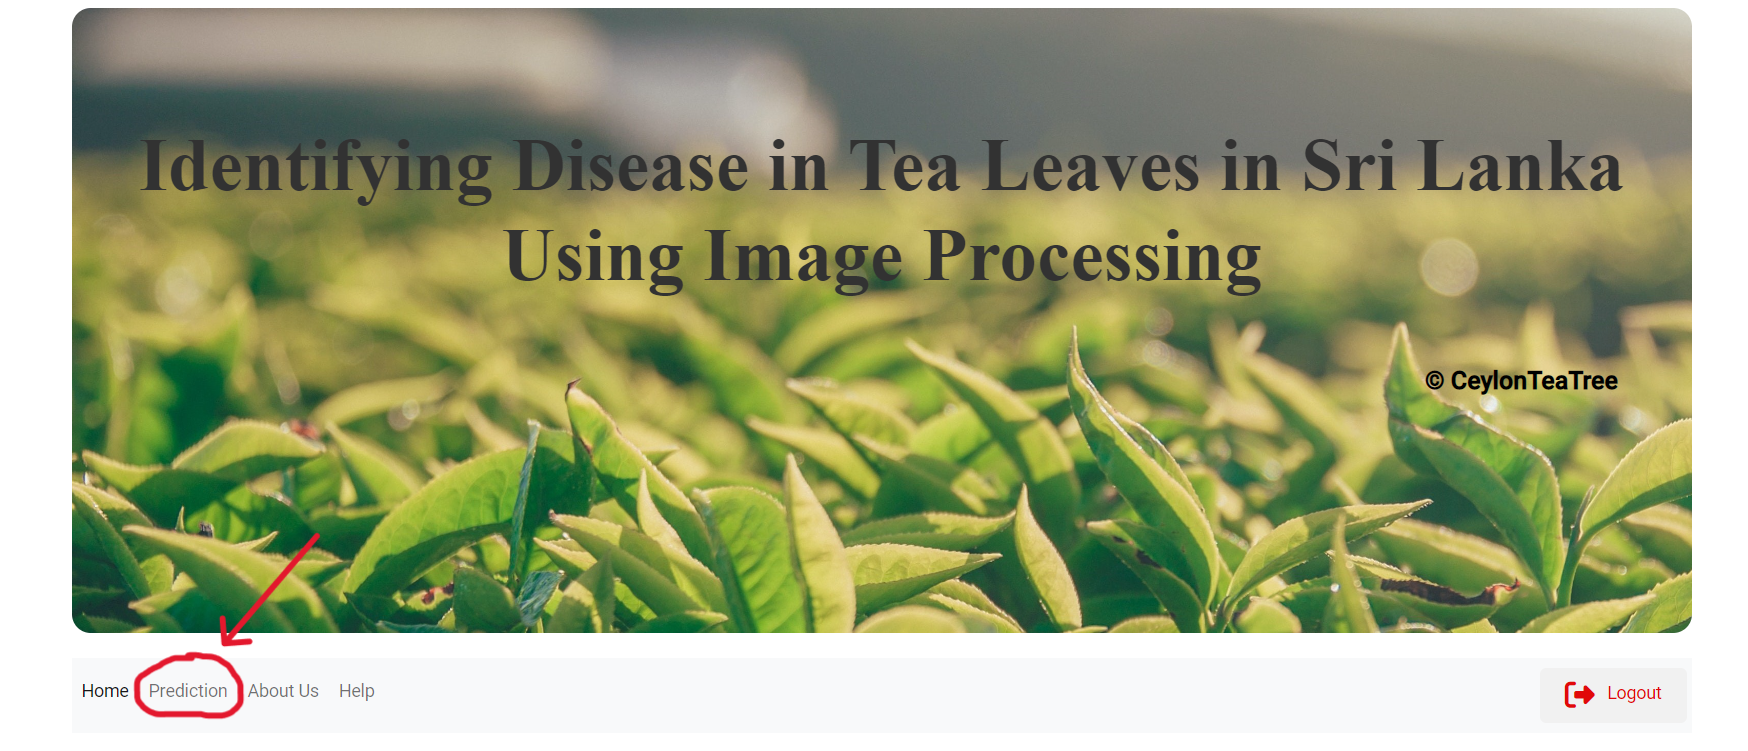 Identifying Disease in Tea Leaves in Sri Lanka
Using Image Processing
© CeylonTeaTree
Home Prediction About Us Help Logout